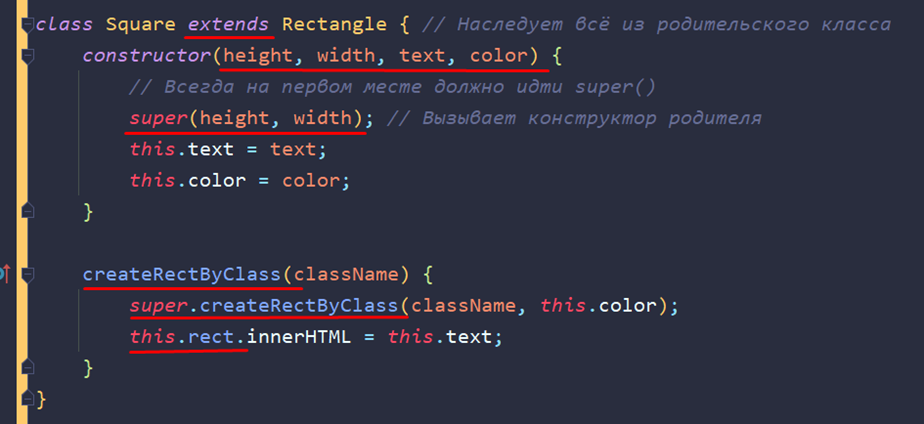 class Square extends Rectangle { // Наследует всё из родительского класса
constructor(height, width, text, color) {
// Всегда на первом месте должно идти super()
super(height, width); // Вызывает конструктор родителя
this.text = text;
this.color = color;
}
createRectByClass(className) {
super.createRectByClass(className, this.color);
this.rect.innerHTML = this.text;
}
}